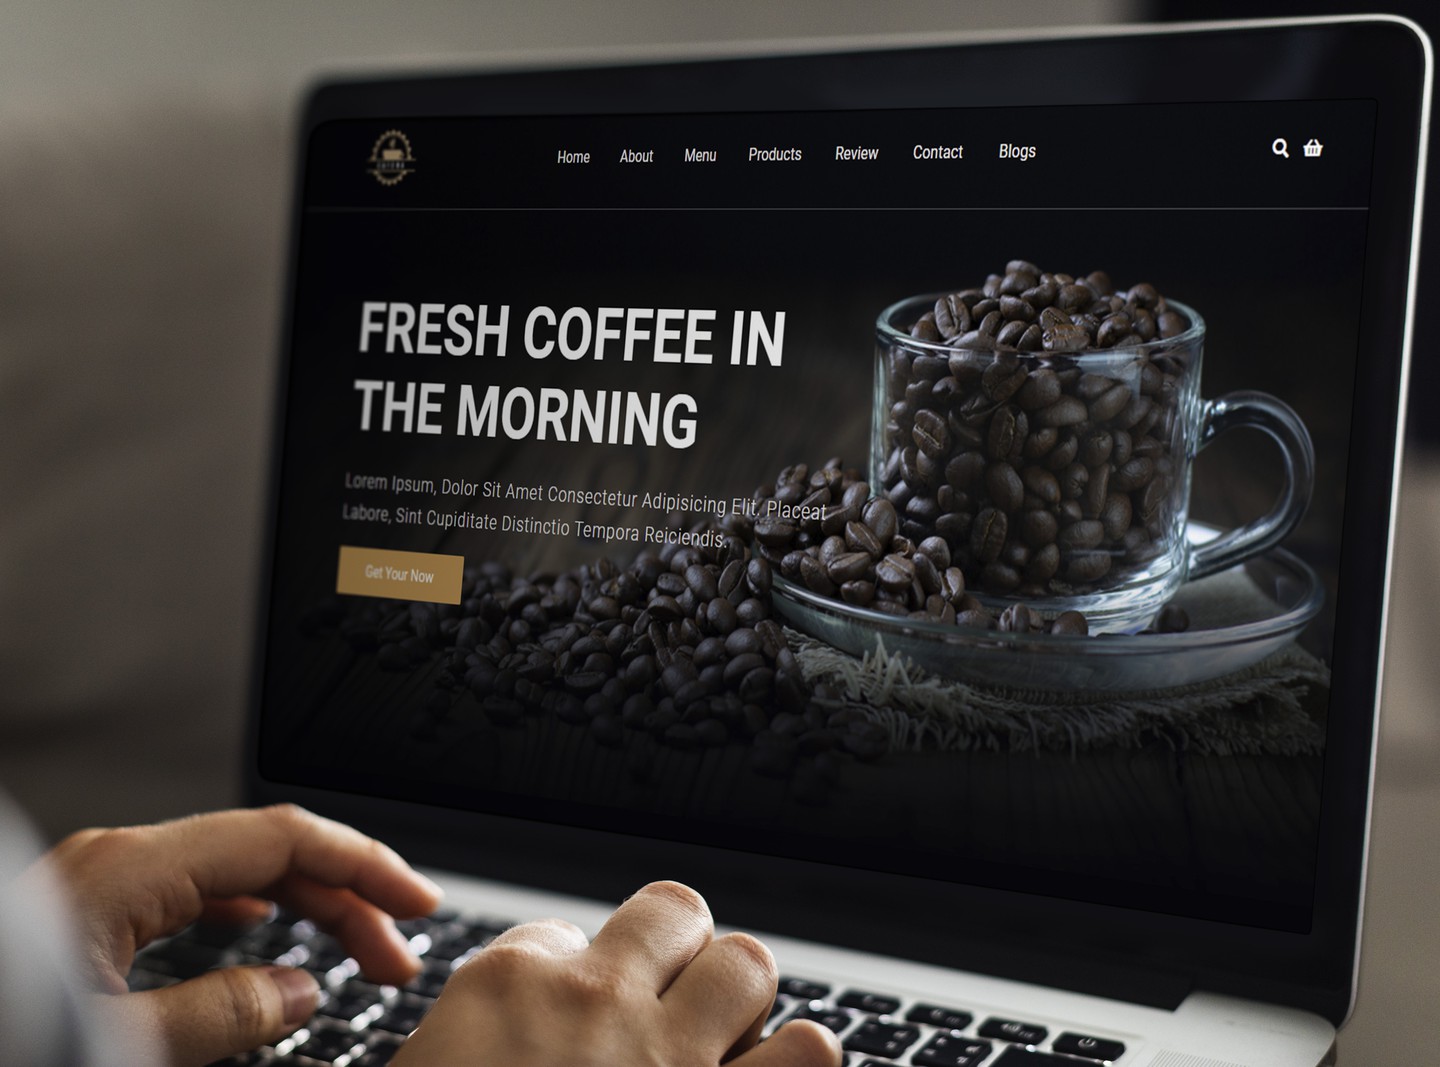 Home About Menu Products Review Contact Blogs
FRESH COFFEE IN
THE MORNING
Lorem Ipsum, Dolor Sit Amet Consectetur Adipisicing Elit. Placeat
Labore, Sint Cupiditate Distinctio Tempora Reiciendis.
Get Your Now